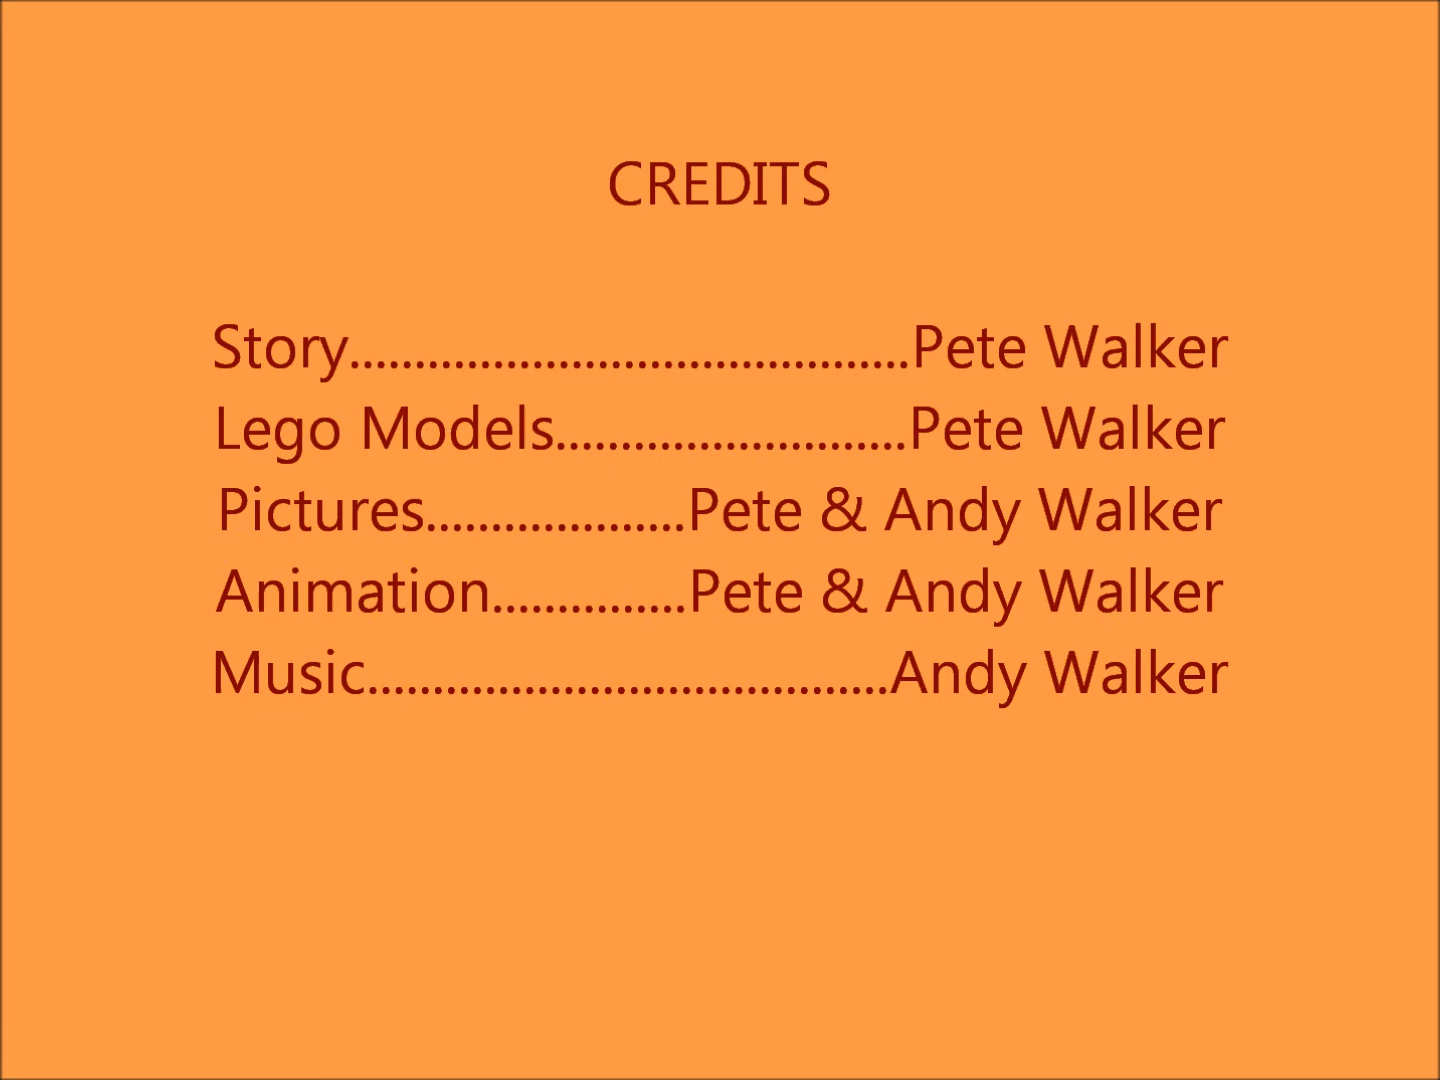 CREDITS
Story...........................................Pete Walker
Lego Models...........................Pete Walker
Pictures....................Pete & Andy Walker
Animation...............Pete & Andy Walker
Music........................................Andy Walker